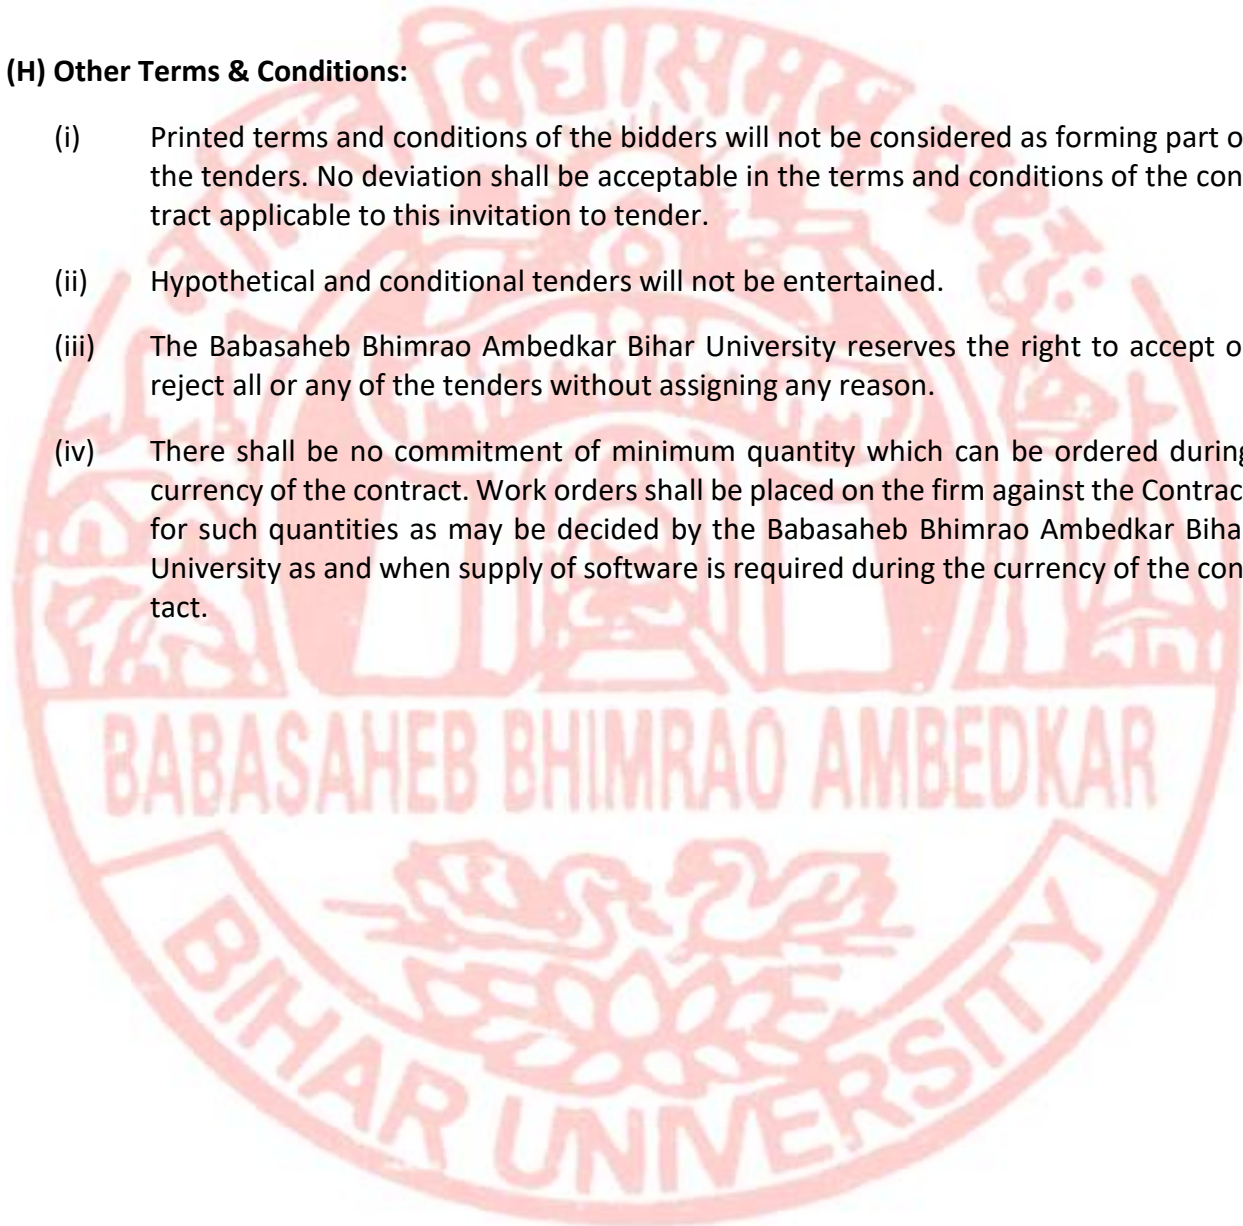 (H) Other Terms & Conditions:
(i) Printed terms and conditions of the bidders will not be considered as forming part o
the tenders. No deviation shall be acceptable in the terms and conditions of the con
tract applicable to this invitation to tender.
(ii) Hypothetical and conditional tenders will not be entertained.
(iii) The Babasaheb Bhimrao Ambedkar Bihar University reserves the right to accept o
reject all or any of the tenders without assigning any reason.
(iv) There shall be no commitment of minimum quantity which can be ordered during
currency of the contract. Work orders shall be placed on the firm against the Contrac
for such quantities as may be decided by the Babasaheb Bhimrao Ambedkar Biha
University as and when supply of software is required during the currency of the con
tact.
BABASAHEB BHIMRAO AMBEDKAR
BIHAR UNIVERSITY